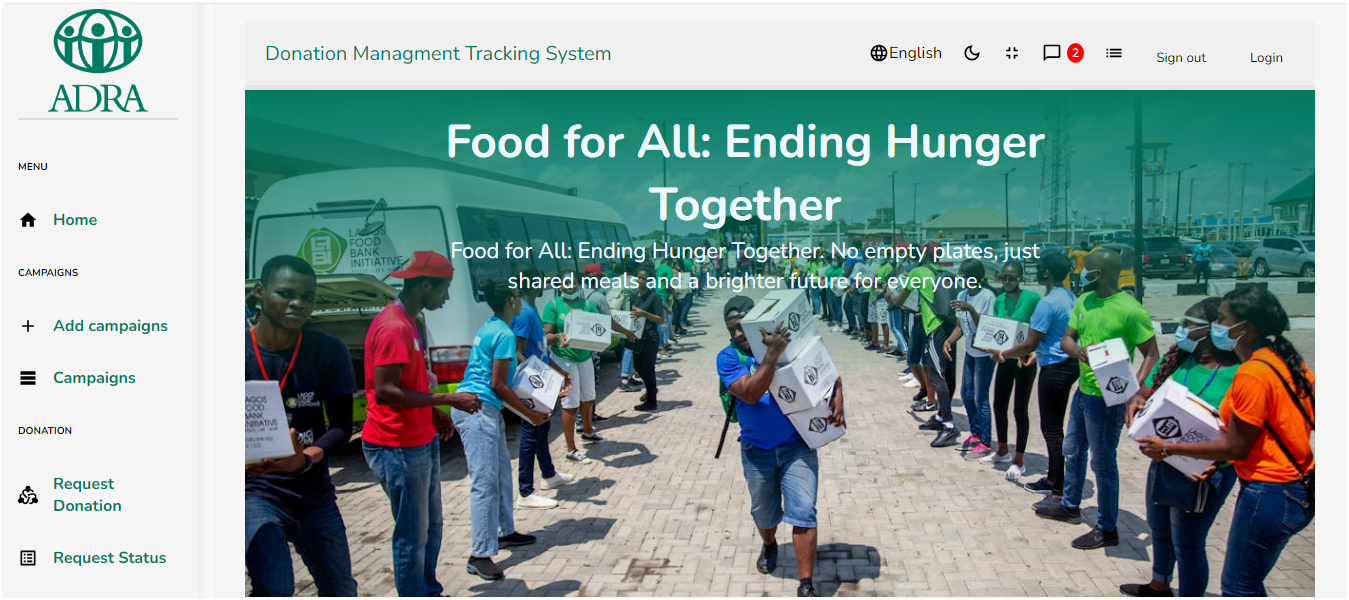 ADRA
MENU
Home
CAMPAIGNS
Add campaigns
Campaigns
DONATION
Request
Donation
Request Status
Donation Managment Tracking System
English
2
Sign out
Login
Food for All: Ending Hunger
Together
Food for All: Ending Hunger Together. No empty plates, just
shared meals and a brighter future for everyone.
LAGOS
FOOD
BANK
INITIATIVE
LAGOS
FOOD
BANK
INITIATIVE